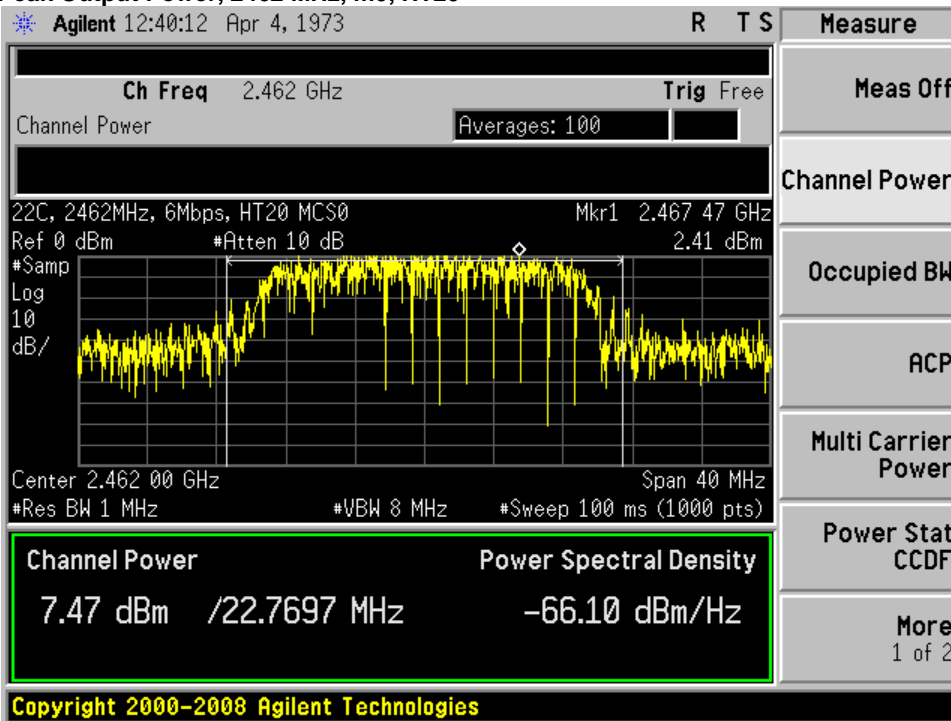 Agilent 12:40:12 Apr 4, 1973 R T S
Measure
Ch Freq 2.462 GHz Trig Free
Meas Off
Channel Power Averages: 100
Channel Power
22C, 2462MHz, 6Mbps, HT20 MCS0 Mkr1 2.467 47 GHz
Ref 0 dBm #Atten 10 dB 2.41 dBm
#Samp
Log
10
dB/
Occupied BW
ACP
Multi Carrier
Power
Center 2.462 00 GHz Span 40 MHz
#Res BW 1 MHz #VBW 8 MHz #Sweep 100 ms (1000 pts)
Power Stat
CCDF
Channel Power Power Spectral Density
7.47 dBm /22.7697 MHz -66.10 dBm/Hz
More
1 of 2
Copyright 2000-2008 Agilent Technologies